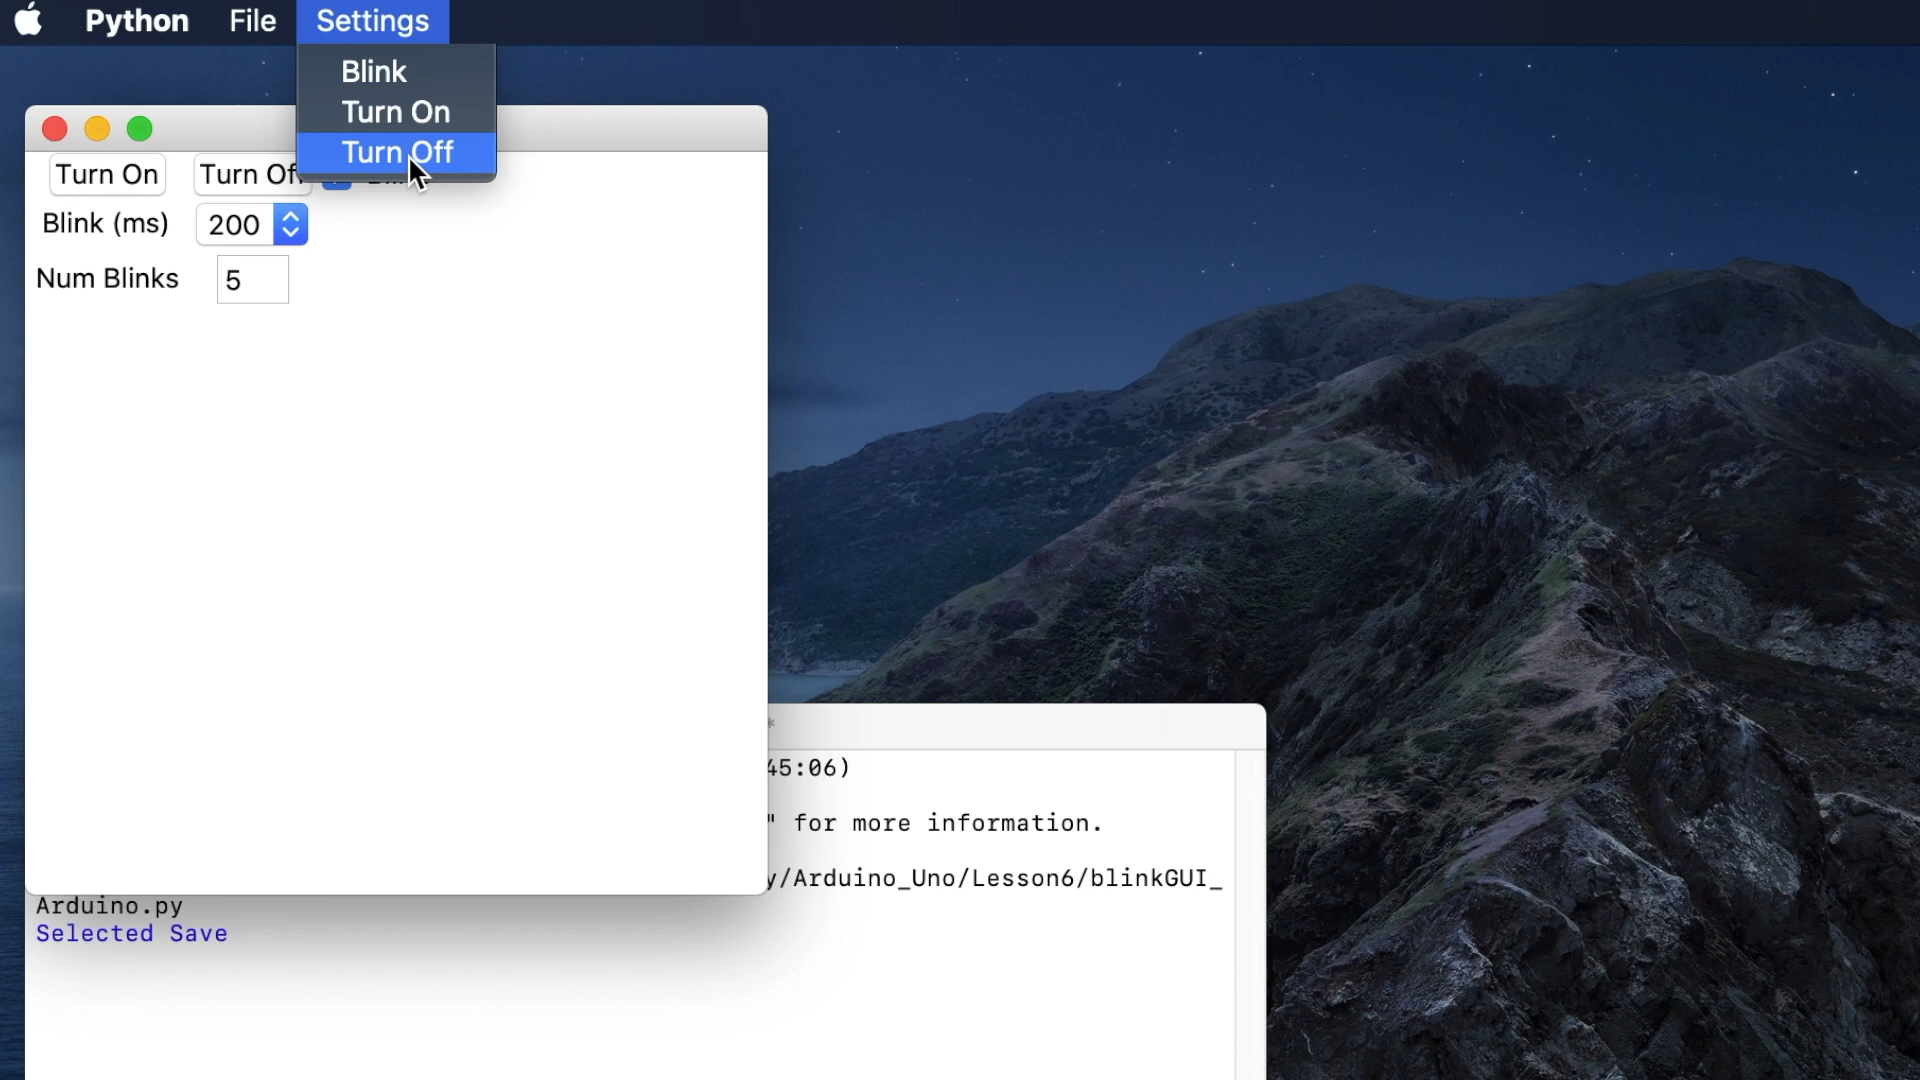 Python File Settings
Blink
Turn On
Turn Off
Turn On Turn Off
Blink (ms) 200
Num Blinks 5
45:06)
" for more information.
y/Arduino_Uno/Lesson6/blinkGUI_
Arduino.py
Selected Save